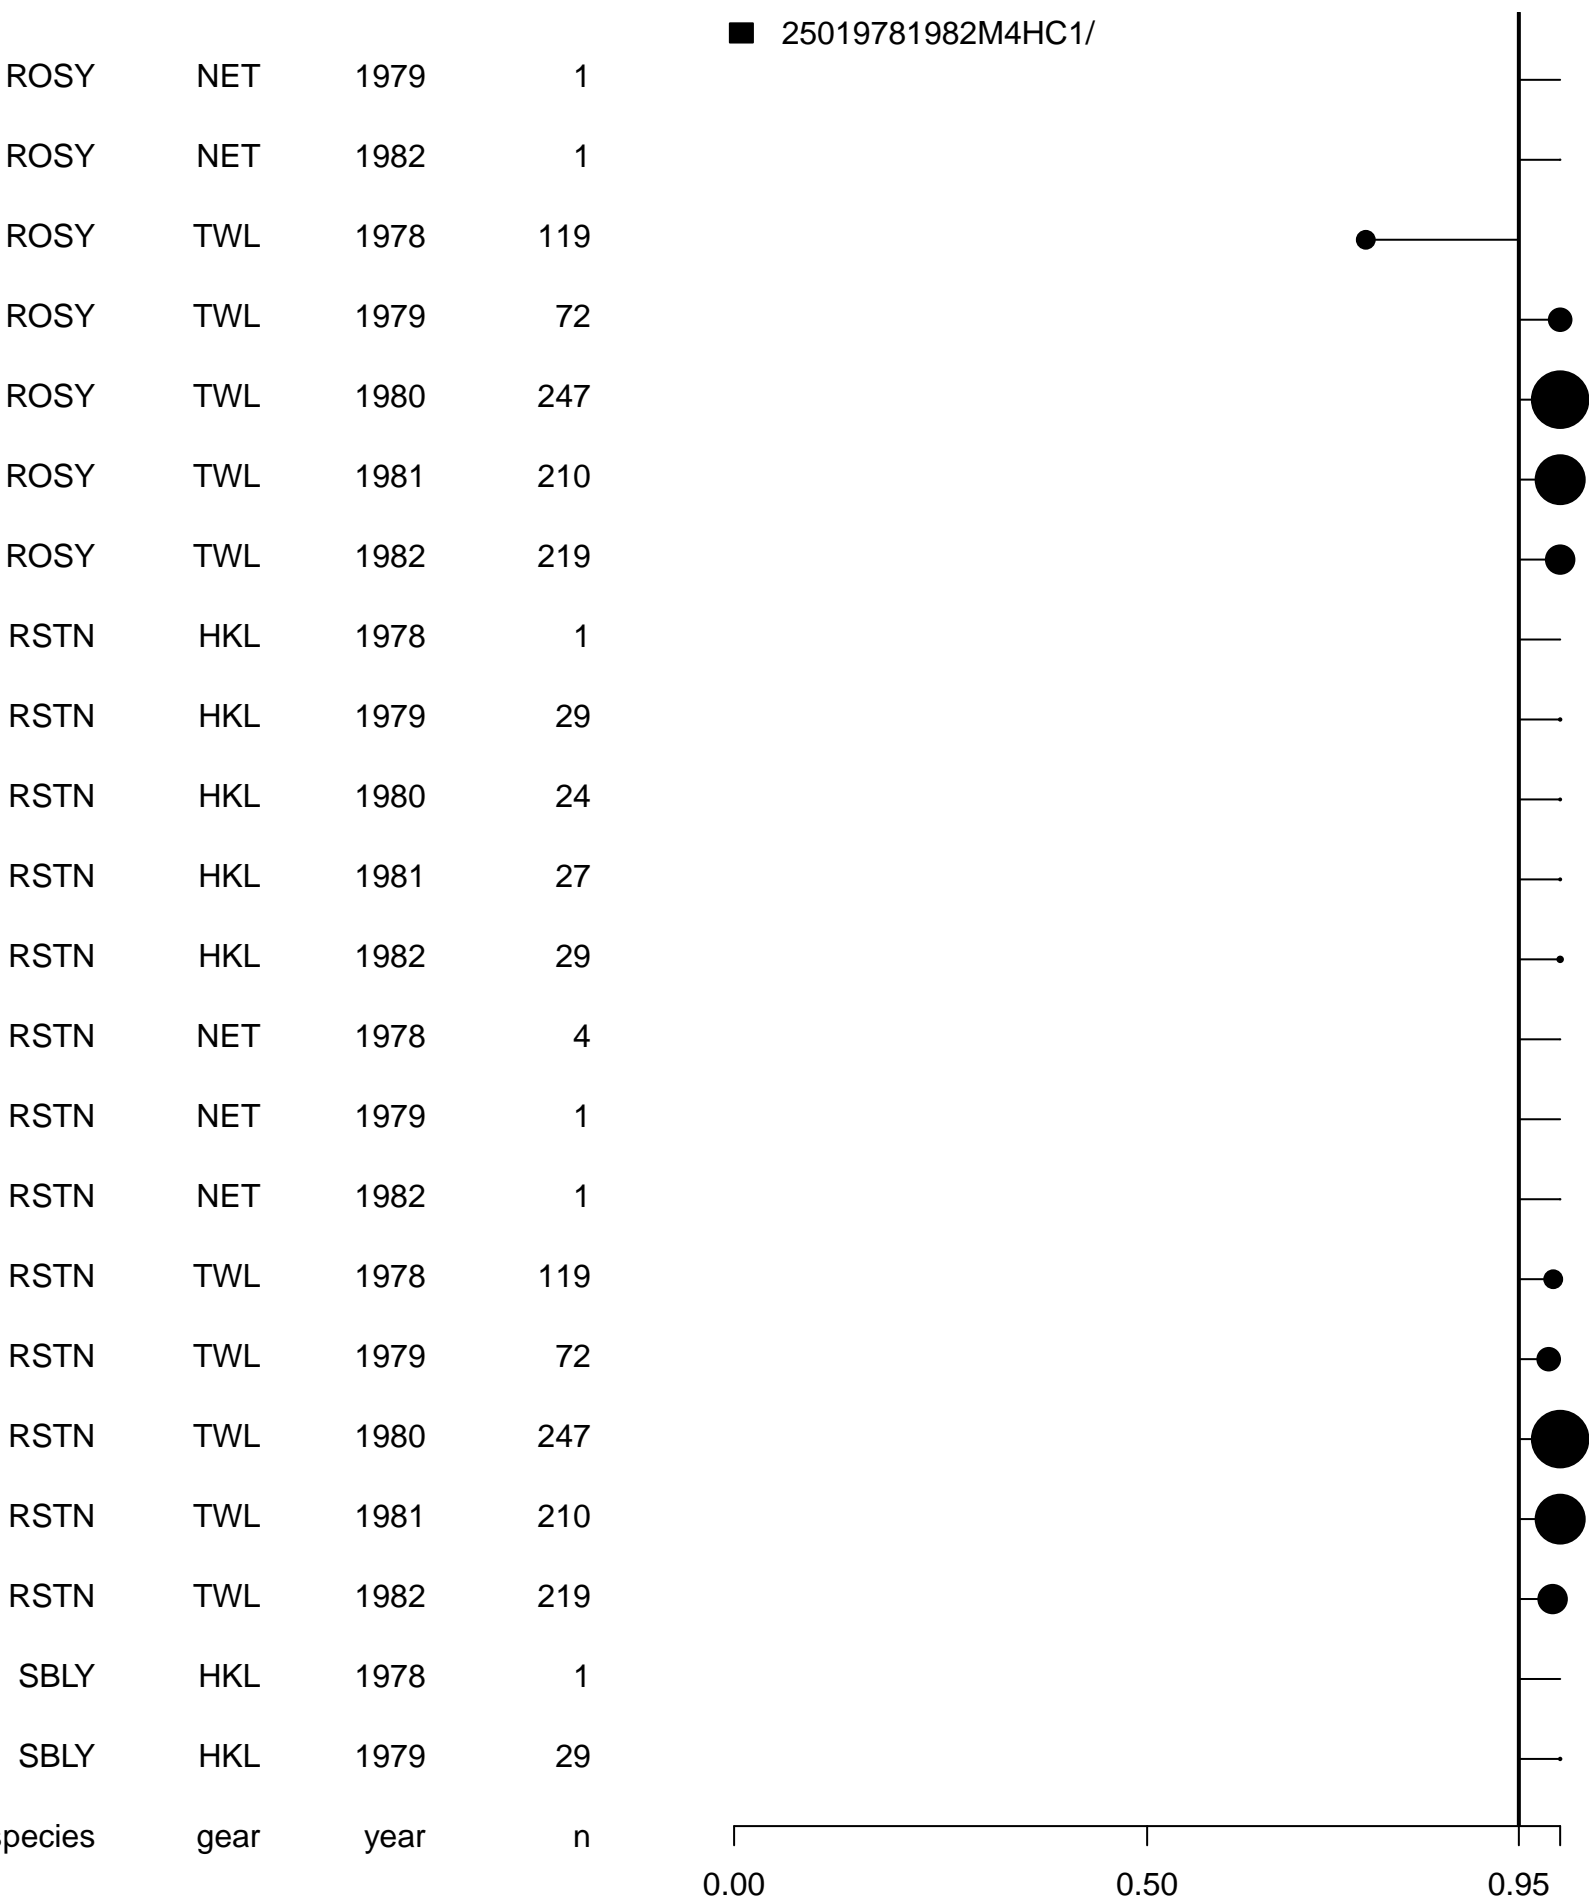 25019781982M4HC1/
ROSY NET 1979 1
ROSY NET 1982 1
ROSY TWL 1978 119
ROSY TWL 1979 72
ROSY TWL 1980 247
ROSY TWL 1981 210
ROSY TWL 1982 219
RSTN HKL 1978 1
RSTN HKL 1979 29
RSTN HKL 1980 24
RSTN HKL 1981 27
RSTN HKL 1982 29
RSTN NET 1978 4
RSTN NET 1979 1
RSTN NET 1982 1
RSTN TWL 1978 119
RSTN TWL 1979 72
RSTN TWL 1980 247
RSTN TWL 1981 210
RSTN TWL 1982 219
SBLY HKL 1978 1
SBLY HKL 1979 29
species gear year n
0.00 0.50 0.95